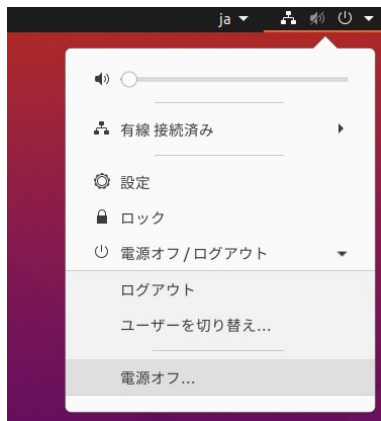 ja
有線 接続済み
設定
ロック
電源オフ / ログアウト
ログアウト
ユーザーを切り替え...
電源オフ...